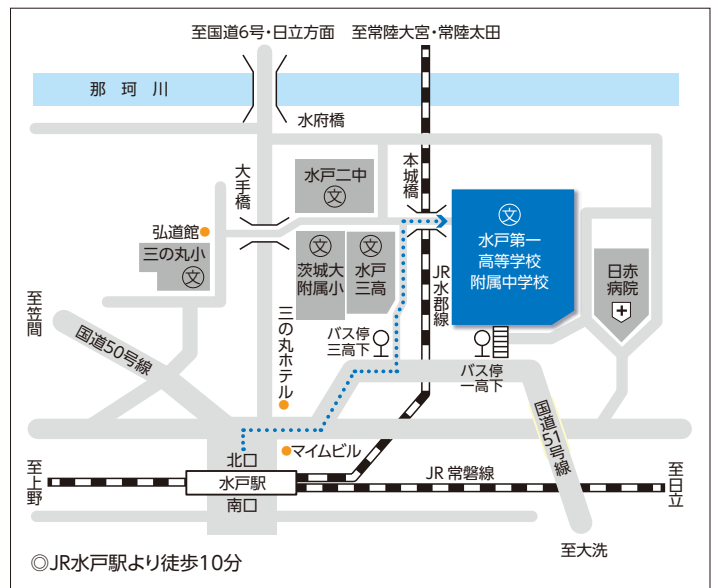 至国道6号・日立方面
至常陸大宮・常陸太田
那珂川
水府橋
大手橋
水戸二中
文
本城橋
文
水戸第一
高等学校
附属中学校
弘道館
三の丸小
文
文
茨城大
附属小
文
水戸
三高
JR水郡線
日赤
病院
至笠間
国道50号線
三の丸ホテル
バス停
三高下
バス停
一高下
国道51号線
北口
マイムビル
水戸駅
南口
至上野
JR常磐線
至日立
至大洗
◎JR水戸駅より徒歩10分